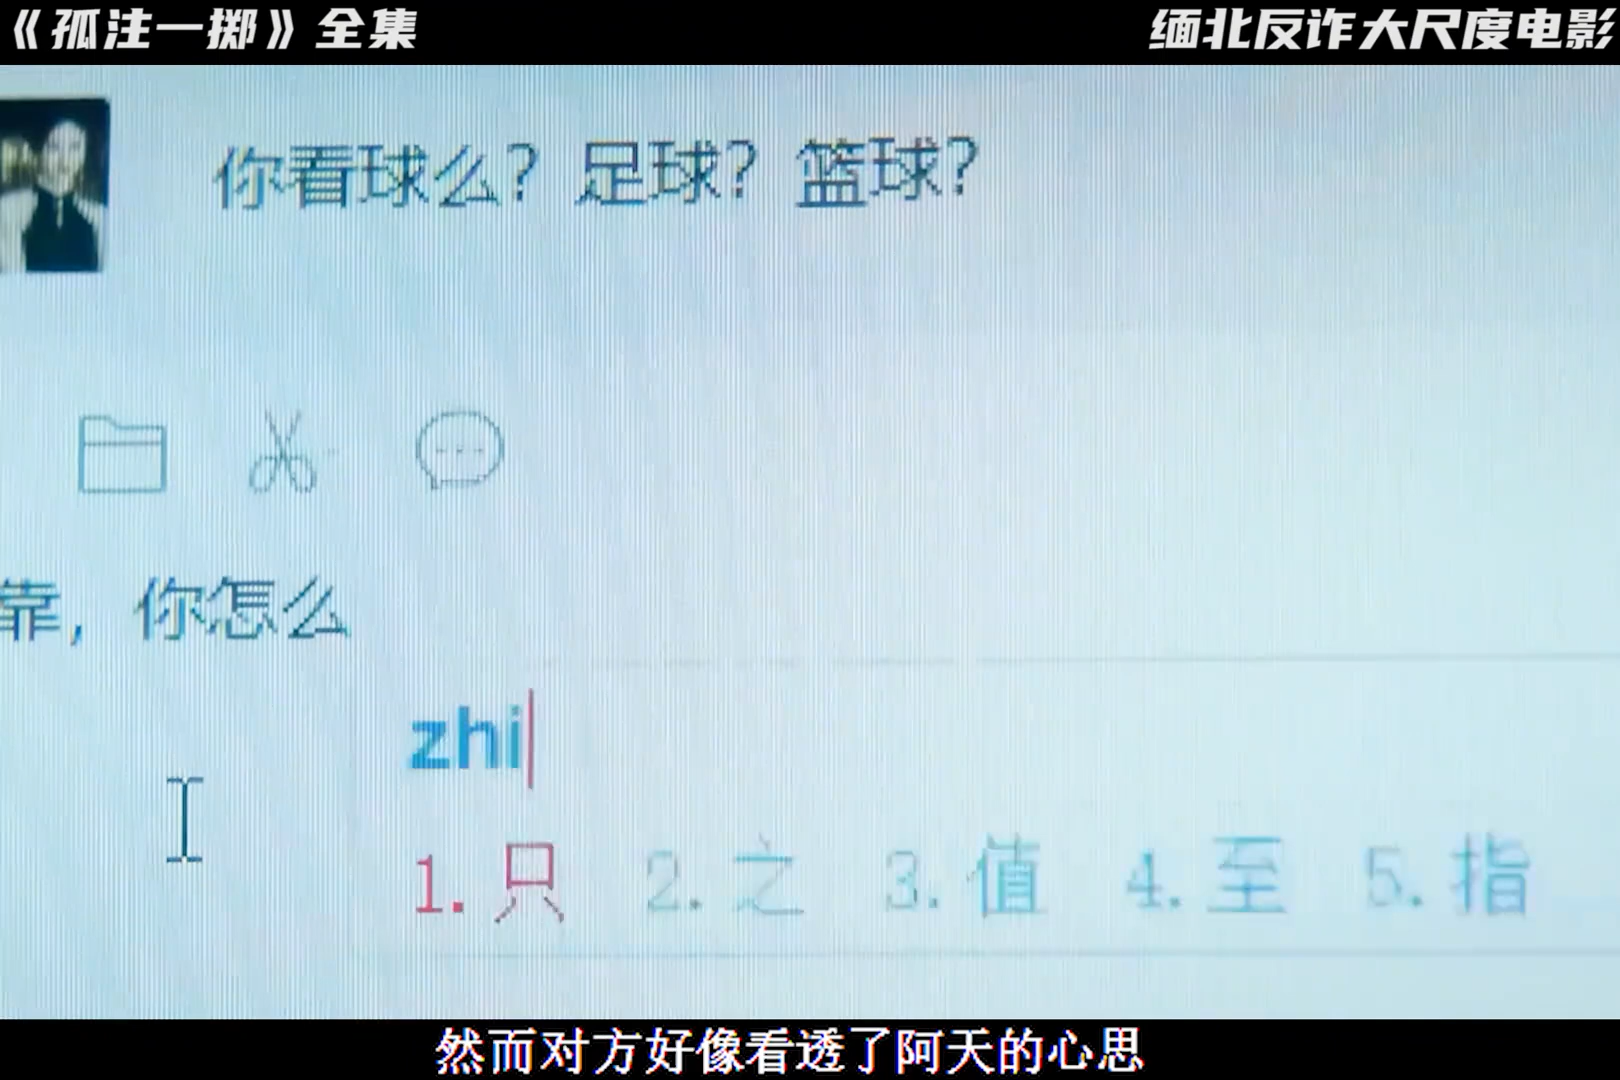 《孤注一掷》全集
缅北反诈大尺度电影
你看球么？足球？篮球？
靠，你怎么
zhi
1.只 2.之 3.值 4.至 5.指
然而对方好像看透了阿天的心思